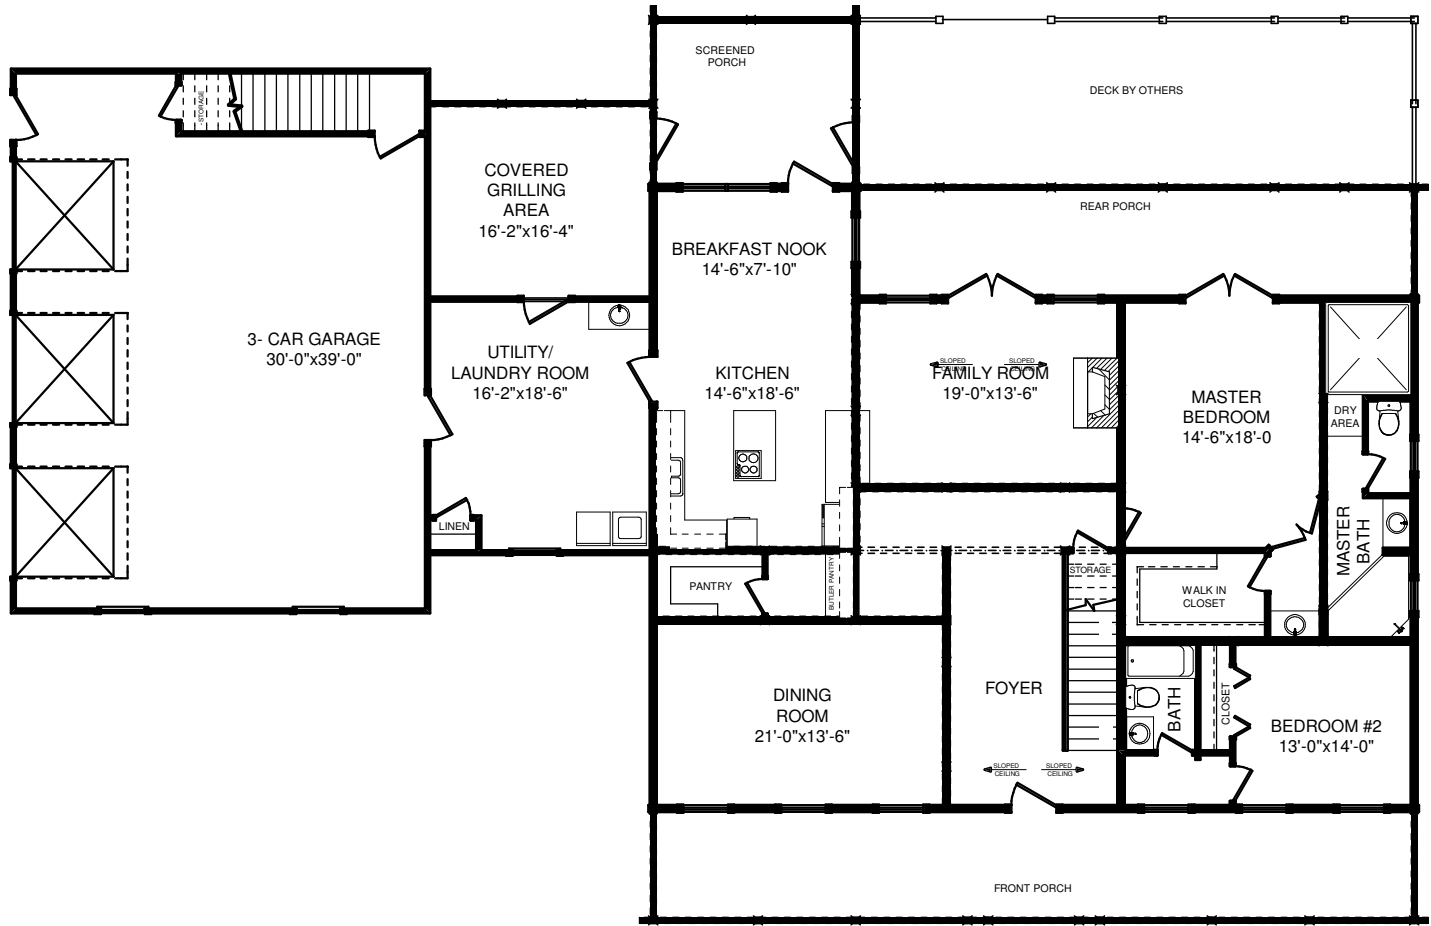 SCREENED
PORCH
DECK BY OTHERS
STORAGE
COVERED
GRILLING
AREA
16'-2"x16'-4"
REAR PORCH
BREAKFAST NOOK
14'-6"x7'-10"
3- CAR GARAGE
30'-0"x39'-0"
UTILITY/
LAUNDRY ROOM
16'-2"x18'-6"
KITCHEN
14'-6"x18'-6"
SLOPED
CEILING
SLOPED
CEILING
FAMILY ROOM
19'-0"x13'-6"
MASTER
BEDROOM
14'-6"x18'-0
DRY
AREA
LINEN
MASTER
BATH
PANTRY
BUTLER PANTRY
STORAGE
WALK IN
CLOSET
DINING
ROOM
21'-0"x13'-6"
FOYER
BATH
CLOSET
BEDROOM #2
13'-0"x14'-0"
SLOPED
CEILING
SLOPED
CEILING
FRONT PORCH